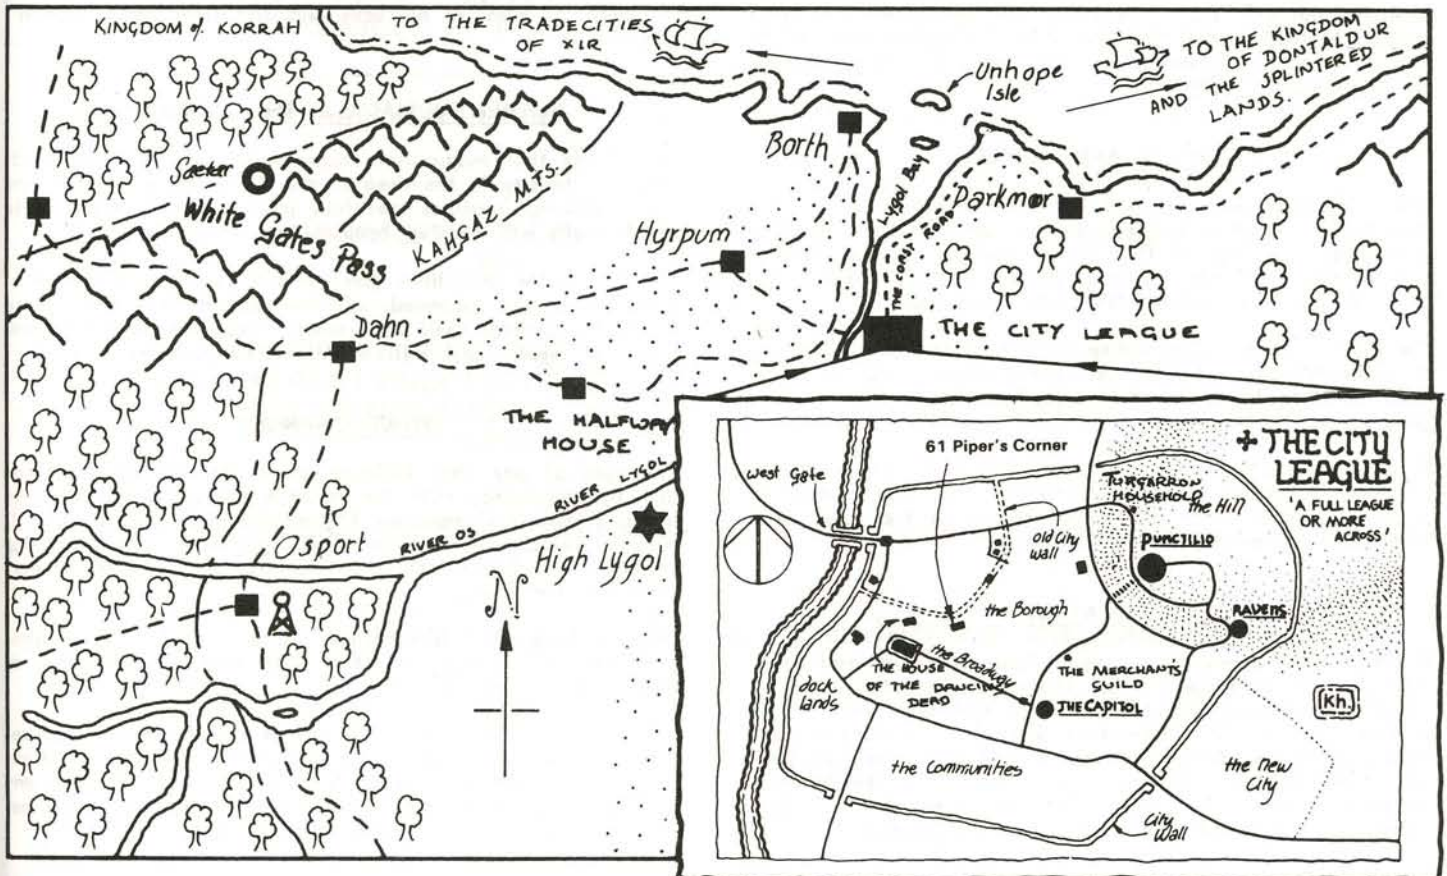 KINGDOM of KORRAH
TO THE TRADECITIES
OF XIR
TO THE KINGDOM
OF DONTALDUR
AND THE SPLINTERED
LANDS.
Unhope
Isle
Borth
Saetar
White Gates Pass
KAHGAZ MTS.
Hyrpum
Lygol Bay
Darkmor
THE COAST ROAD
Dahn
THE CITY LEAGUE
THE HALFWAY
HOUSE
RIVER LYGOL
RIVER OS
Osport
High Lygol
N
THE CITY
LEAGUE
'A FULL LEAGUE
OR MORE
ACROSS'
61 Piper's Corner
West Gate
TURGARRON
HOUSEHOLD
the Hill
old City
Wall
PUNCTILIO
the Borough
RAVENS
the Broadway
THE HOUSE
OF THE DANCING
DEAD
THE MERCHANTS
GUILD
dock
lands
THE CAPITOL
Kh.
the Communities
the New
City
City
Wall